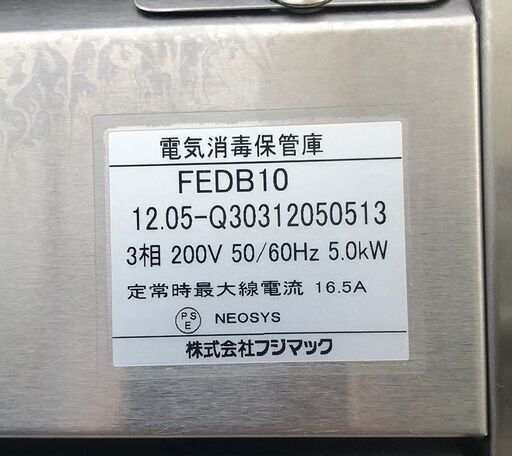 電気消毒保管庫
FEDB10
12.05-Q30312050513
3相 200V 50/60Hz 5.0kW
定常時最大線電流 16.5A
PS
E NEOSYS
株式会社フジマック